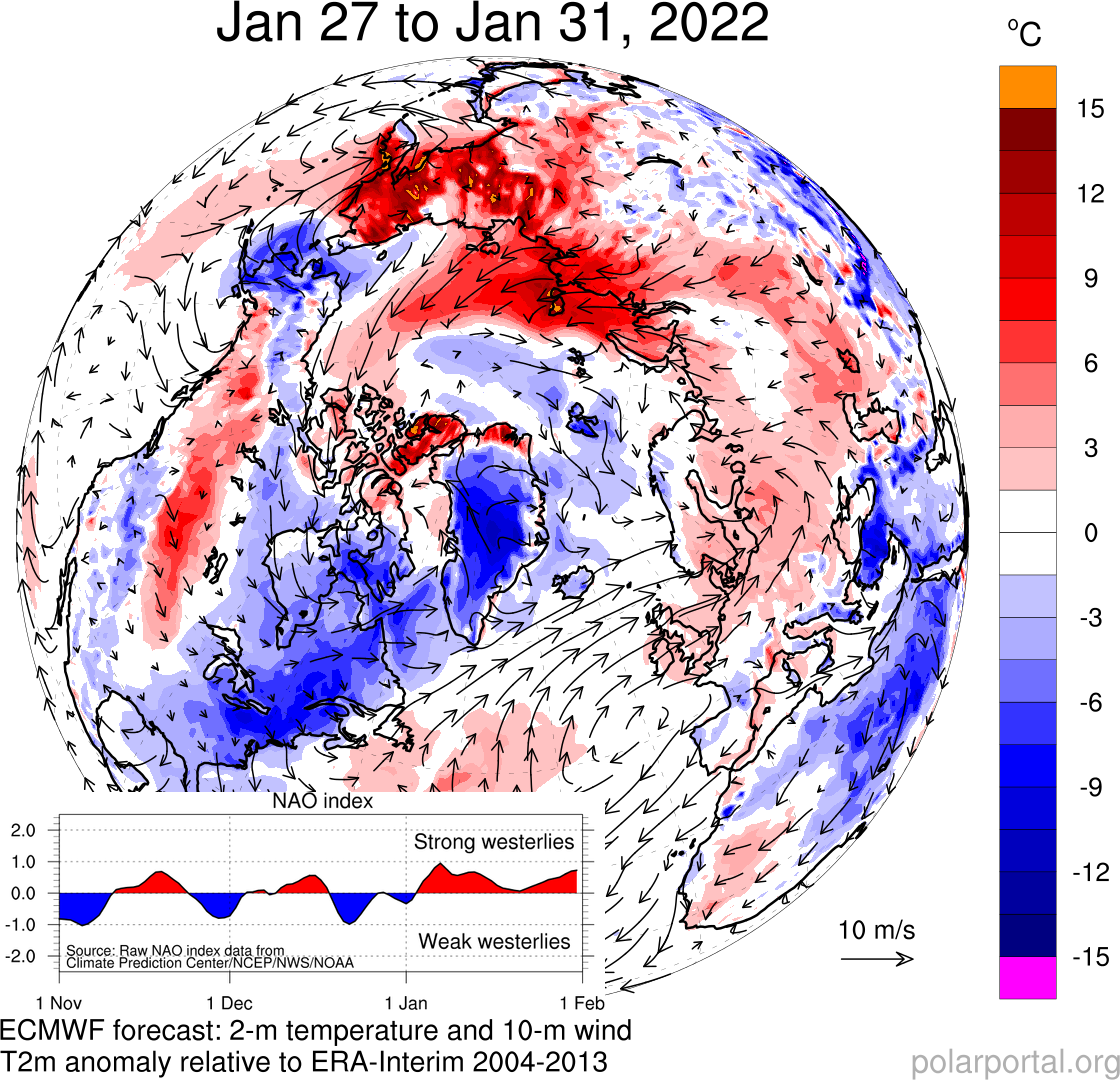 Jan 27 to Jan 31, 2022
°C
15
12
9
6
3
0
-3
-6
-9
-12
-15
10 m/s
NAO index
2.0
1.0
0.0
-1.0
-2.0
Strong westerlies
Weak westerlies
Source: Raw NAO index data from
Climate Prediction Center/NCEP/NWS/NOAA
1 Nov
1 Dec
1 Jan
1 Feb
ECMWF forecast: 2-m temperature and 10-m wind
T2m anomaly relative to ERA-Interim 2004-2013
polarportal.org